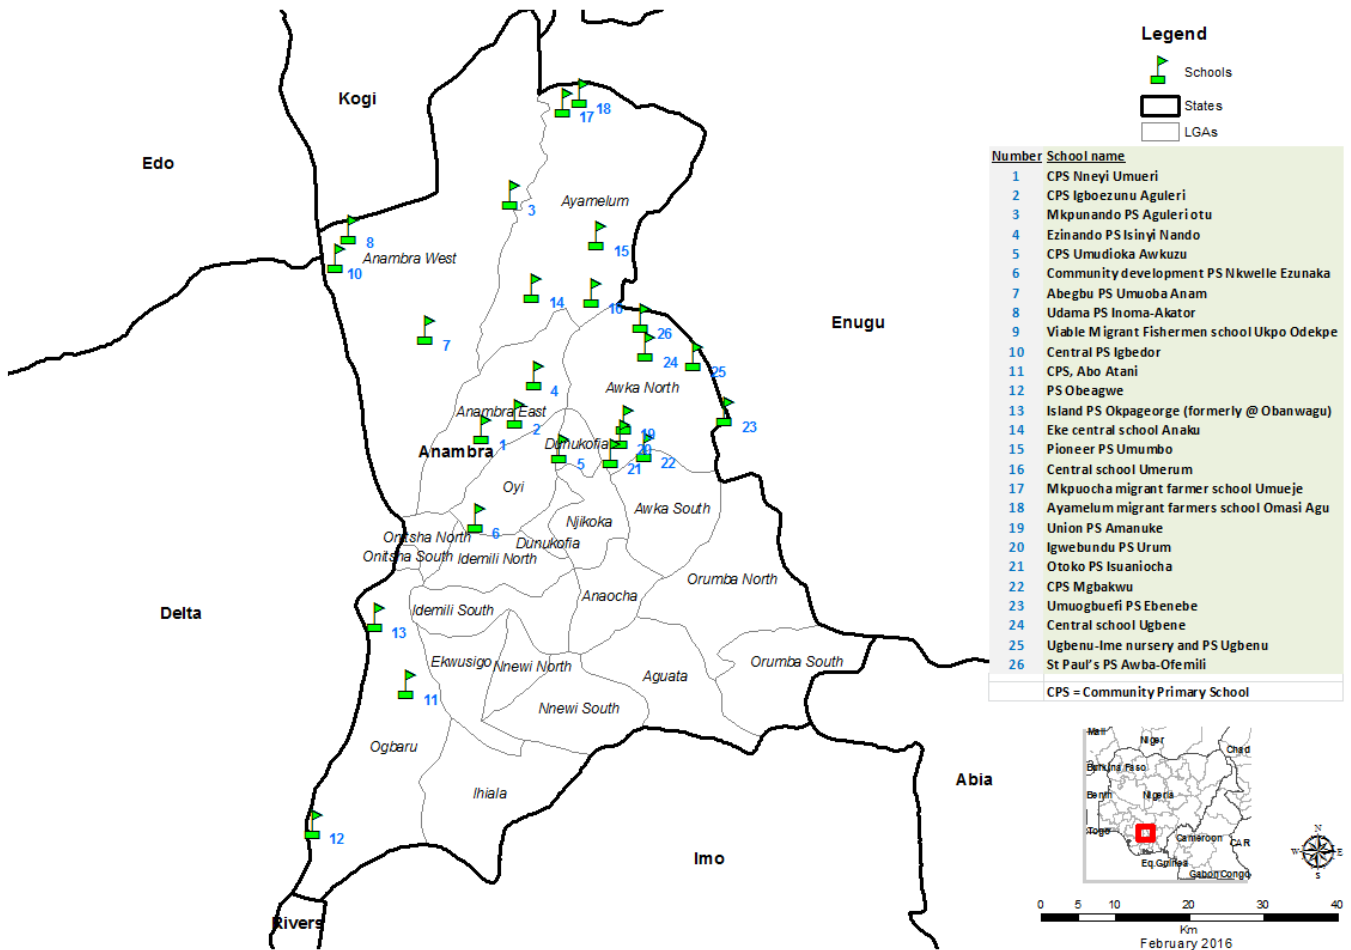 Legend
Schools
States
LGAs
Number School name
1 CPS Nneyi Umueri
2 CPS Igboezunu Aguleri
3 Mkpunando PS Aguleri otu
4 Ezinando PS Isinyi Nando
5 CPS Umudioka Awkuzu
6 Community development PS Nkwelle Ezunaka
7 Abegbu PS Umuoba Anam
8 Udama PS Inoma-Akator
9 Viable Migrant Fishermen school Ukpo Odekpe
10 Central PS Igbedor
11 CPS, Abo Atani
12 PS Obeagwe
13 Island PS Okpageorge (formerly @ Obanwagu)
14 Eke central school Anaku
15 Pioneer PS Umumbo
16 Central school Umerum
17 Mkpuocha migrant farmer school Umueje
18 Ayamelum migrant farmers school Omasi Agu
19 Union PS Amanuke
20 Igwebundu PS Urum
21 Otoko PS Isuaniocha
22 CPS Mgbakwu
23 Umuogbuefi PS Ebenebe
24 Central school Ugbene
25 Ugbenu-Ime nursery and PS Ugbenu
26 St Paul's PS Awba-Ofemili
CPS = Community Primary School
Kogi
18
17
Edo
3
Ayamelum
8
15
Anambra West
10
14
16
Enugu
26
7
24
25
4
Awka North
Anambra East
2
23
1
19
Dunukofia
20
Anambra
5
21
22
Oyi
Awka South
Njikoka
6
Onitsha North
Dunukofia
Onitsha South
Idemili North
Orumba North
Anaocha
Delta
Idemili South
13
Ekwusigo
Nnewi North
Orumba South
Aguata
11
Nnewi South
Ogbaru
Ihiala
Abia
12
Imo
Rivers
Mali
Niger
Chad
Burkina Faso
Benin
Nigeria
Togo
Cameroon
CAR
Eq.Guinea
Gabon
Congo
N
W
E
S
0 5 10 20 30 40
Km
February 2016